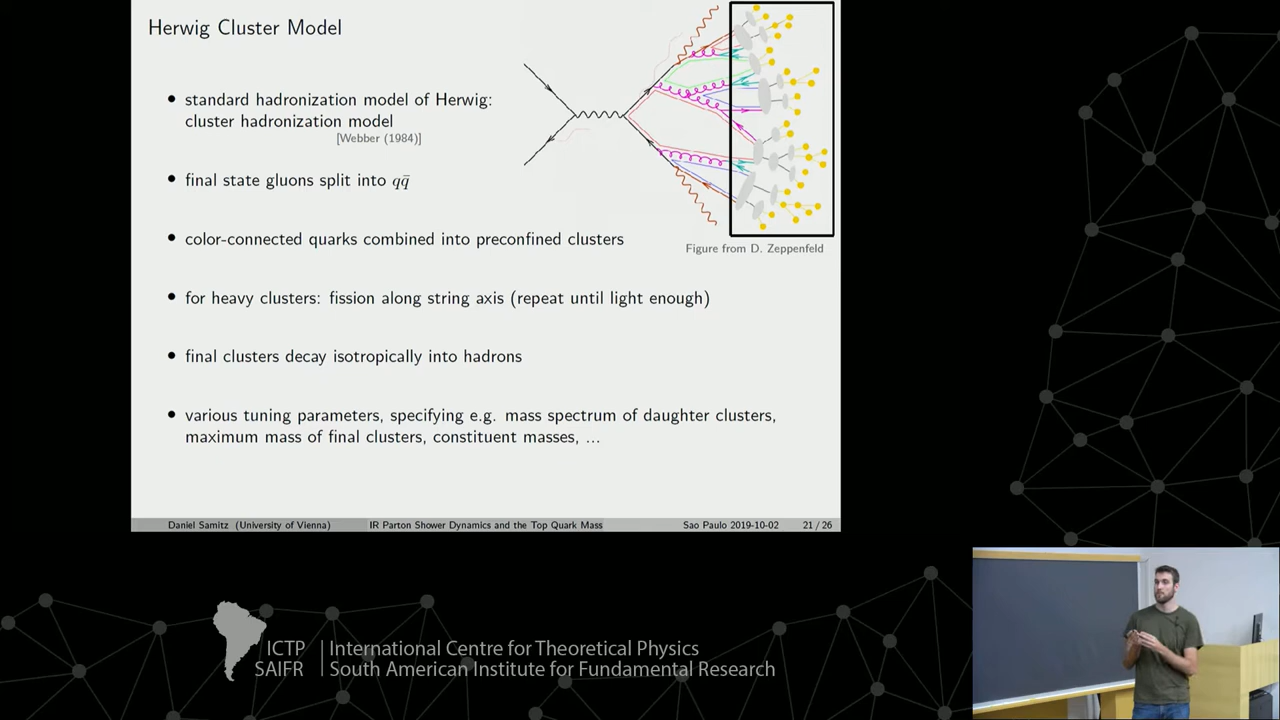 Herwig Cluster Model
• standard hadronization model of Herwig:
cluster hadronization model
[Webber (1984)]
• final state gluons split into qq̄
• color-connected quarks combined into preconfined clusters
Figure from D. Zeppenfeld
• for heavy clusters: fission along string axis (repeat until light enough)
• final clusters decay isotropically into hadrons
• various tuning parameters, specifying e.g. mass spectrum of daughter clusters,
maximum mass of final clusters, constituent masses, ...
Daniel Samitz (University of Vienna) IR Parton Shower Dynamics and the Top Quark Mass Sao Paulo 2019-10-02 21 / 26
ICTP International Centre for Theoretical Physics
SAIFR South American Institute for Fundamental Research